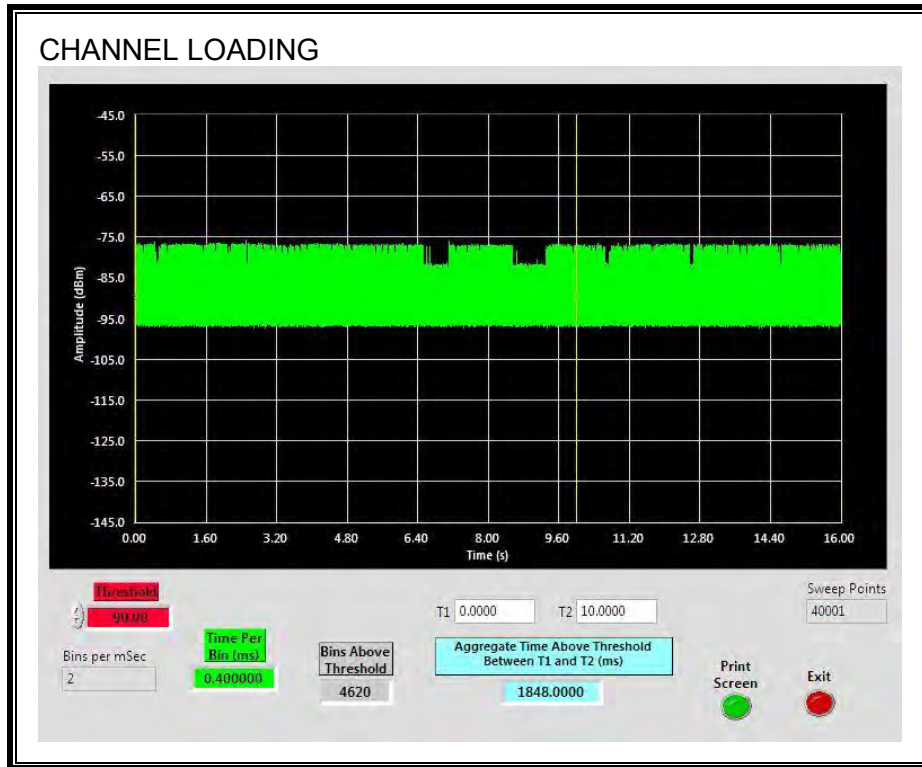 CHANNEL LOADING
-45.0
-55.0
-65.0
-75.0
-85.0
-95.0
-105.0
-115.0
-125.0
-135.0
-145.0
Amplitude (dBm)
0.00 1.60 3.20 4.80 6.40 8.00 9.60 11.20 12.80 14.40 16.00
Time (s)
Threshold
90.00
Bins per mSec
2
Time Per
Bin (ms)
0.400000
Bins Above
Threshold
4620
T1 0.0000 T2 10.0000
Aggregate Time Above Threshold
Between T1 and T2 (ms)
1848.0000
Sweep Points
40001
Print
Screen
Exit